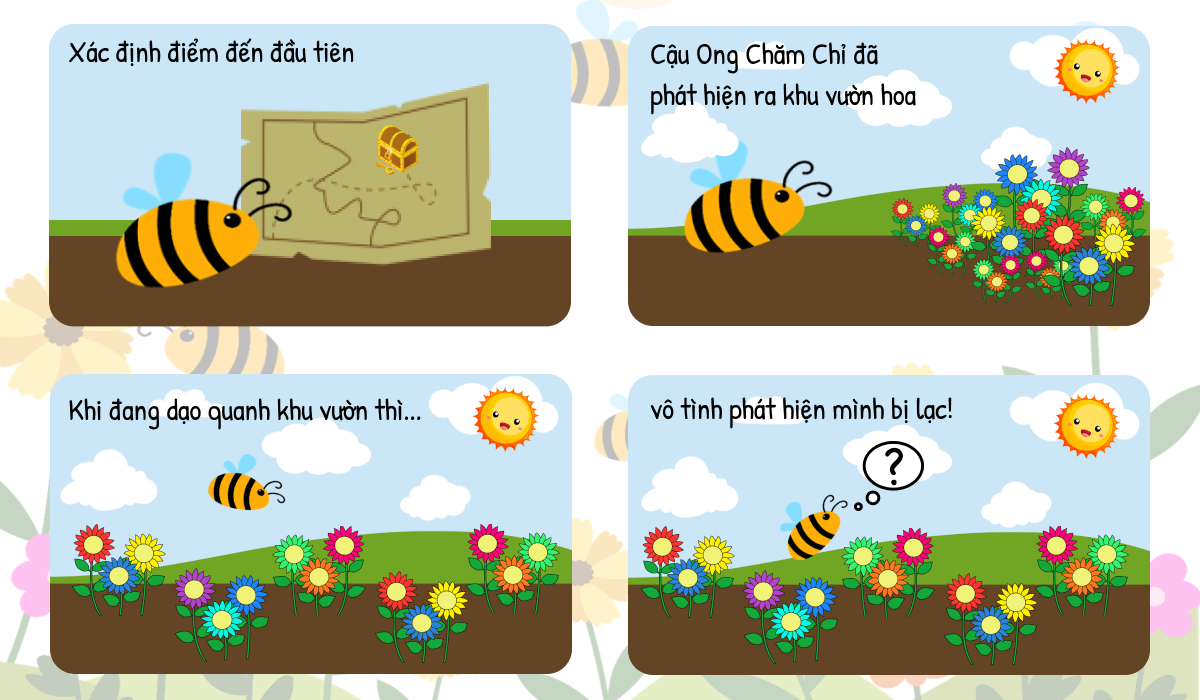 Xác định điểm đến đầu tiên
Cậu Ong Chăm Chỉ đã
phát hiện ra khu vườn hoa
Khi đang dạo quanh khu vườn thì...
vô tình phát hiện mình bị lạc!
?